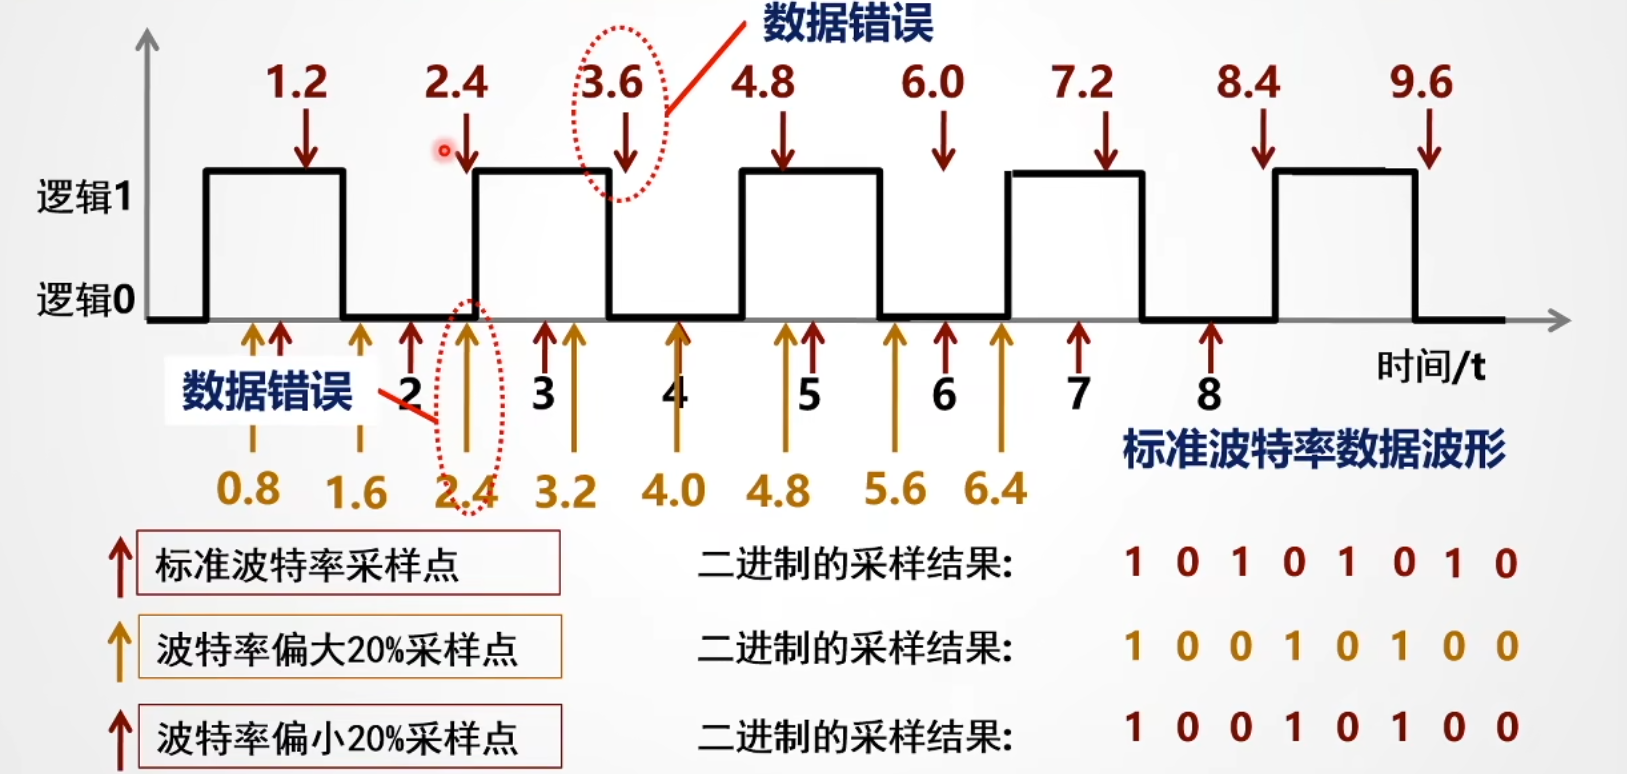 数据错误
1.2 2.4 3.6 4.8 6.0 7.2 8.4 9.6
逻辑1
逻辑0
时间/t
数据错误
2 3 4 5 6 7 8
标准波特率数据波形
0.8 1.6 2.4 3.2 4.0 4.8 5.6 6.4
标准波特率采样点 二进制的采样结果: 1 0 1 0 1 0 1 0
波特率偏大20%采样点 二进制的采样结果: 1 0 0 1 0 1 0 0
波特率偏小20%采样点 二进制的采样结果: 1 0 0 1 0 1 0 0